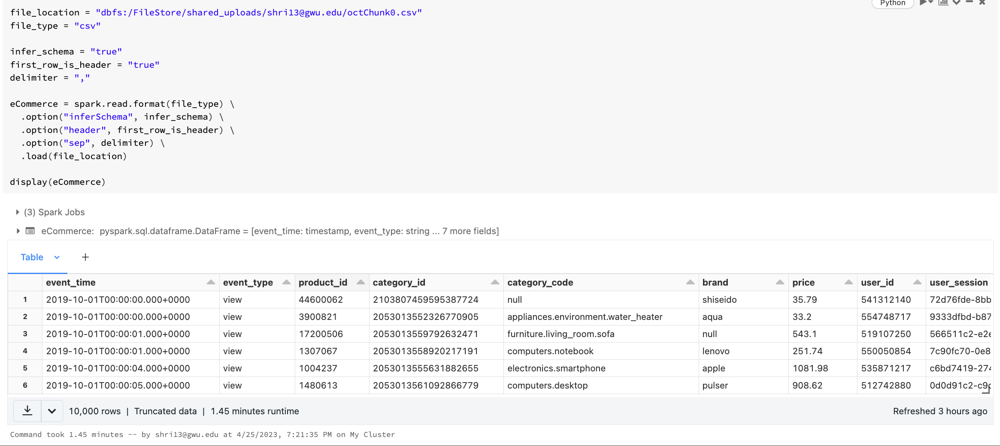 Python
file_location = "dbfs:/FileStore/shared_uploads/shri13@gwu.edu/octChunk0.csv"
file_type = "csv"
infer_schema = "true"
first_row_is_header = "true"
delimiter = ","
eCommerce = spark.read.format(file_type) \
  .option("inferSchema", infer_schema) \
  .option("header", first_row_is_header) \
  .option("sep", delimiter) \
  .load(file_location)
display(eCommerce)
(3) Spark Jobs
eCommerce: pyspark.sql.dataframe.DataFrame = [event_time: timestamp, event_type: string ... 7 more fields]
Table +
event_time event_type product_id category_id category_code brand price user_id user_session
1 2019-10-01T00:00:00.000+0000 view 44600062 2103807459595387724 null shiseido 35.79 541312140 72d76fde-8bb
2 2019-10-01T00:00:00.000+0000 view 3900821 2053013552326770905 appliances.environment.water_heater aqua 33.2 554748717 9333dfbd-b87
3 2019-10-01T00:00:01.000+0000 view 17200506 2053013559792632471 furniture.living_room.sofa null 543.1 519107250 566511c2-e2e
4 2019-10-01T00:00:01.000+0000 view 1307067 2053013558920217191 computers.notebook lenovo 251.74 550050854 7c90fc70-0e8
5 2019-10-01T00:00:04.000+0000 view 1004237 2053013555631882655 electronics.smartphone apple 1081.98 535871217 c6bd7419-274
6 2019-10-01T00:00:05.000+0000 view 1480613 2053013561092866779 computers.desktop pulser 908.62 512742880 0d0d91c2-c9
10,000 rows | Truncated data | 1.45 minutes runtime Refreshed 3 hours ago
Command took 1.45 minutes -- by shri13@gwu.edu at 4/25/2023, 7:21:35 PM on My Cluster